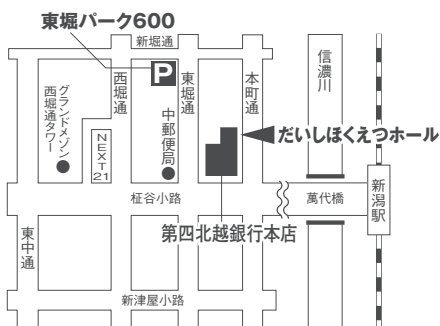 東堀パーク600
新堀通
P
西堀通
東堀通
本町通
信濃川
グランドメゾン
西堀通タワー
NEXT
21
中郵便局
だいしほくえつホール
柾谷小路
萬代橋
新潟駅
第四北越銀行本店
東中通
新津屋小路